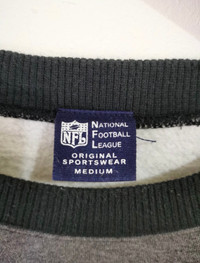 NFL
NATIONAL
FOOTBALL
LEAGUE
ORIGINAL
SPORTSWEAR
MEDIUM